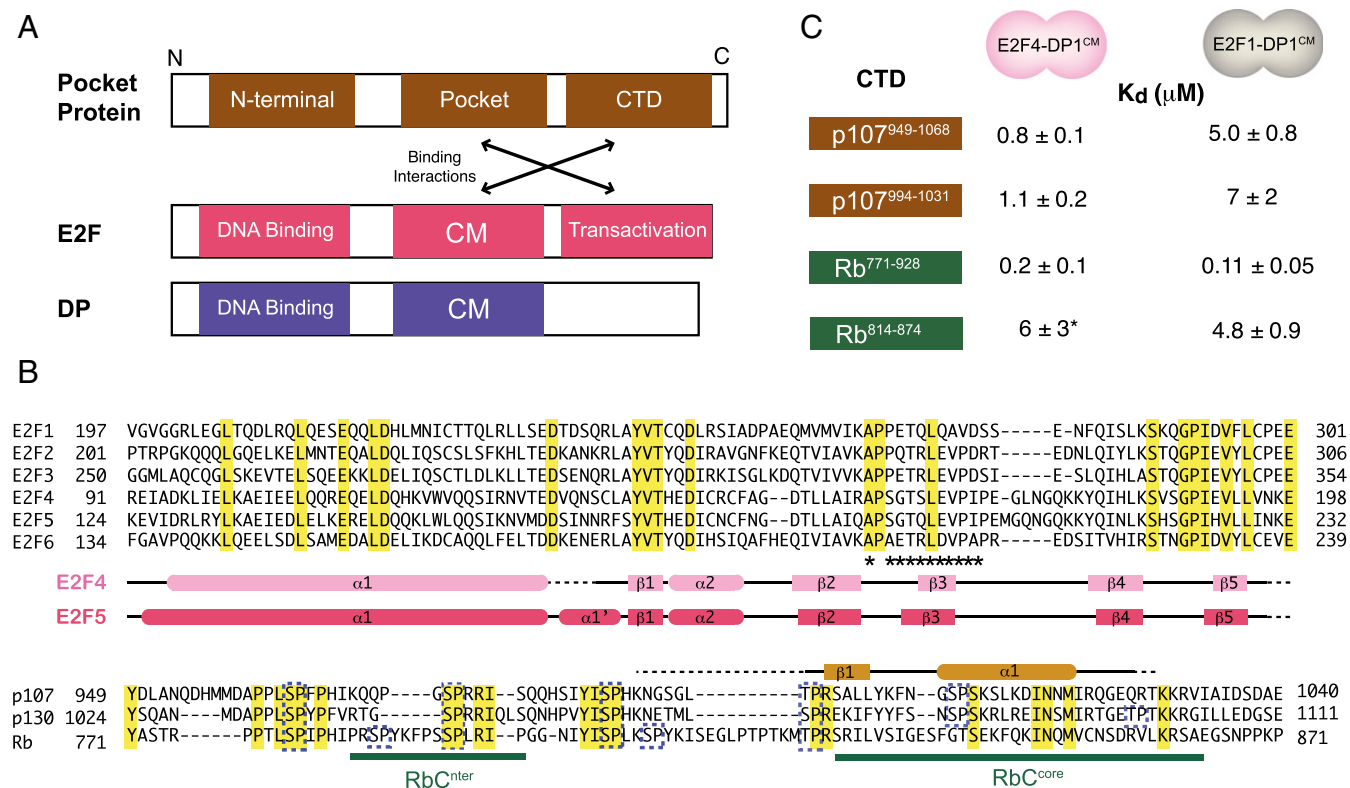 A
N
C
Pocket Protein
N-terminal
Pocket
CTD
Binding Interactions
E2F
DNA Binding
CM
Transactivation
DP
DNA Binding
CM
C
E2F4-DP1CM
E2F1-DP1CM
CTD
Kd (μM)
p107949-1068 0.8 ± 0.1 5.0 ± 0.8
p107994-1031 1.1 ± 0.2 7 ± 2
Rb771-928 0.2 ± 0.1 0.11 ± 0.05
Rb814-874 6 ± 3* 4.8 ± 0.9
B
E2F1 197 VGVGGRLEGLTQDLRQLQESEQQLDHLMNICTTQLRLLSEDTDSQRLAYVTCQDLRSIADPAEQMVMVIKAPPETQLQAVDSS-----E-NFQISLKSKQGPIDVFLCPEE 301
E2F2 201 PTRPGKQQQLGQELKELMNTEQALDQLIQSCSLSFKHLTEDKANKRLAYVTYQDIRAVGNFKEQTVIAVKAPPQTRLEVPDRT-----EDNLQIYLKSTQGPIEVYLCPEE 306
E2F3 250 GGMLAQCQGLSKEVTELSQEEKKLDELIQSCTLDLKLLTEDSENQRLAYVTYQDIRKISGLKDQTVIVVKAPPETRLEVPDSI-----ESLQIHLASTQGPIEVYLCPEE 354
E2F4 91 REIADKLIELKAEIEELQQREQELDQHKVWVQQSIRNVTEDVQNSCLAYVTHEDICRCFAG--DTLLAIRAPSGTSLEVPIPE-GLNGQKKYQIHLKSVSGPIEVLLVNKE 198
E2F5 124 KEVIDRLRYLKAEIEDLELKERELDQQKLWLQQSIKNVMDDSINNRFSYVTHEDICNCFNG--DTLLAIQAPSGTQLEVPIPEMGQNGQKKYQINLKSHSGPIHVLLINKE 232
E2F6 134 FGAVPQQKKLQEELSDLSAMEDALDELIKDCAQQLFELTDDKENERLAYVTYQDIHSIQAFHEQIVIAVKAPAETRLDVPAPR-----EDSITVHIRSTNGPIDVYLCEVE 239
* **********
E2F4 α1 β1 α2 β2 β3 β4 β5
E2F5 α1 α1’ β1 α2 β2 β3 β4 β5
β1 α1
p107 949 YDLANQDHMMDAPPLSPFPHIKQQP----GSPRRI--SQQHSIYISPHKNGSGL----------TPRSALLYKFN--GSPSKSLKDINNMIRQGEQRTKKRVIAIDSDAE 1040
p130 1024 YSQAN----MDAPPLSPYPFVRTG------SPRRIQLSQNHPVYISPHKNETML----------SPREKIFYYFS--NSPSKRLREINSMIRTGETPTKKRGILLEDGSE 1111
Rb 771 YASTR------PPTLSPIPHIPRSPYKFPSSPLRI--PGG-NIYISPLKSPYKISEGLPTPTKMTPRSRILVSIGESFGTSEKFQKINQMVCNSDRVLKRSAEGSNPPKP 871
RbCnter
RbCcore